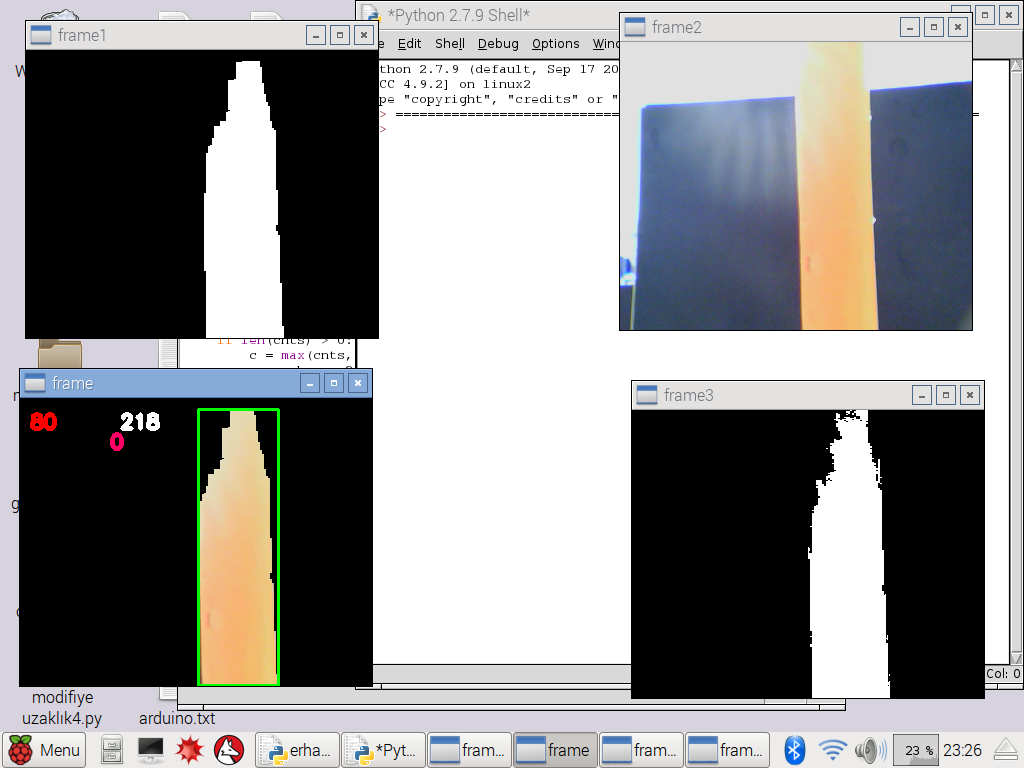 *Python 2.7.9 Shell*
frame1
frame2
Edit Shell Debug Options
thon 2.7.9 (default, Sep 17 20
CC 4.9.2] on linux2
pe "copyright", "credits" or "
> ==============================
>
if len(cnts) > 0:
c = max(cnts,
frame
frame3
80
218
0
Col: 0
modifiye
uzaklik4.py
arduino.txt
Menu
erha...
*Pyt...
fram...
frame
fram...
fram...
23 %
23:26